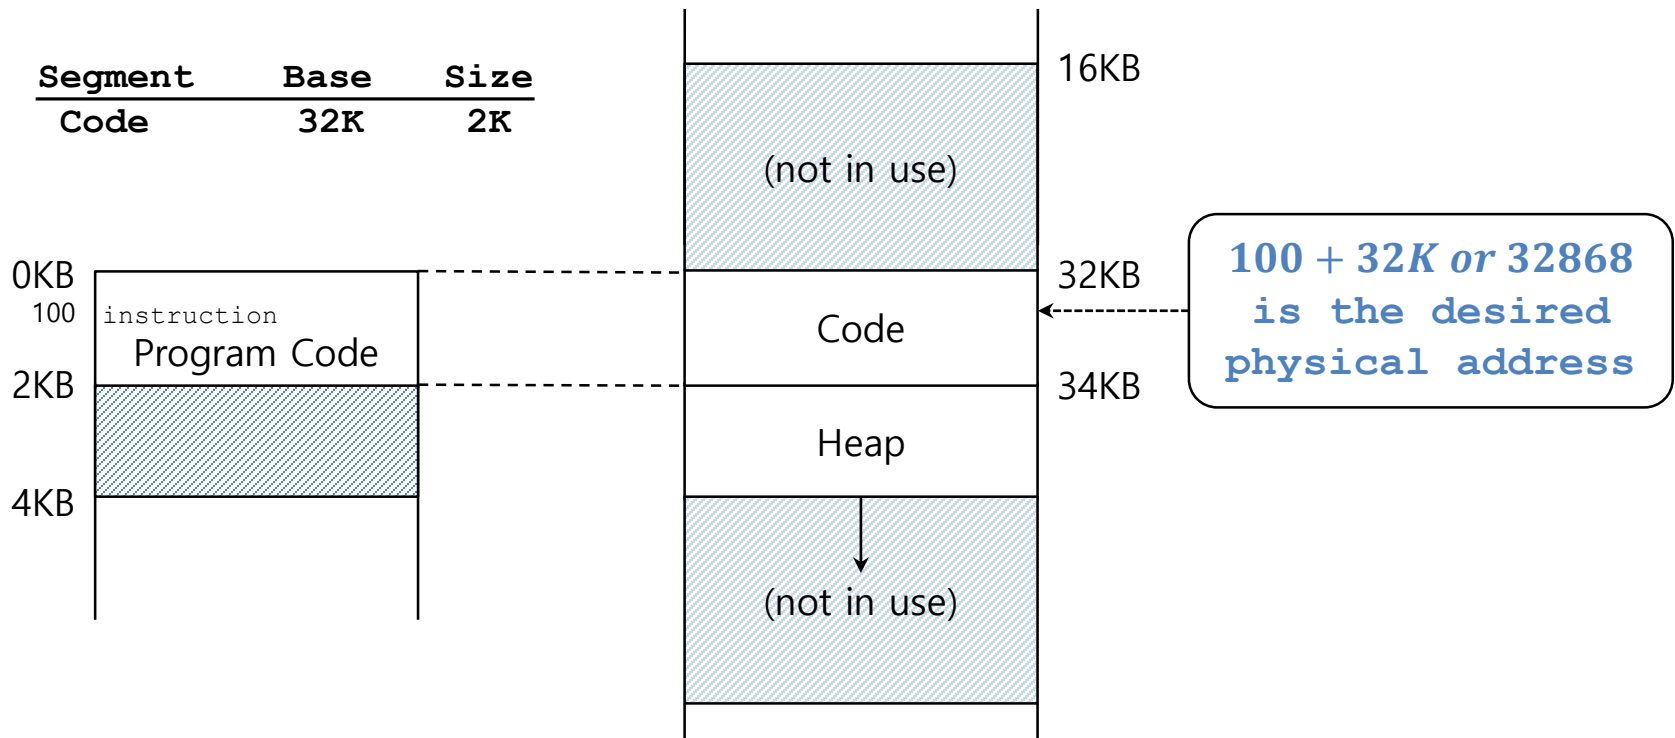 Segment Base Size
Code 32K 2K
0KB
100 instruction
Program Code
2KB
4KB
16KB
(not in use)
32KB
Code
34KB
Heap
(not in use)
100 + 32K or 32868
is the desired
physical address